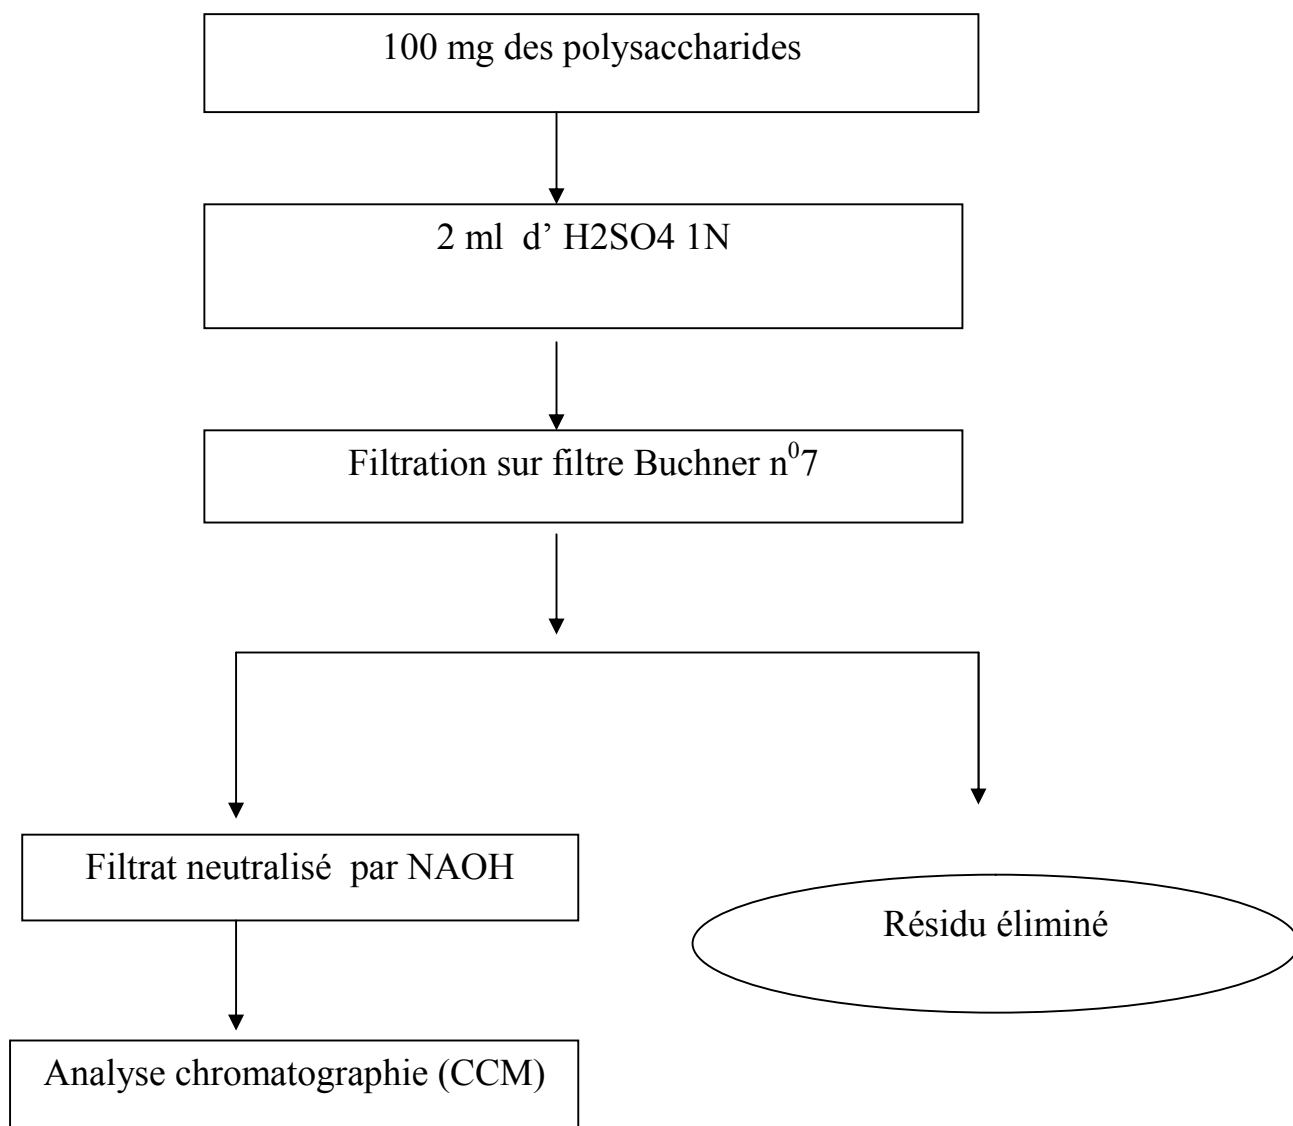 100 mg des polysaccharides
2 ml d’ H2SO4 1N
Filtration sur filtre Buchner n⁰7
Filtrat neutralisé par NAOH
Résidu éliminé
Analyse chromatographie (CCM)